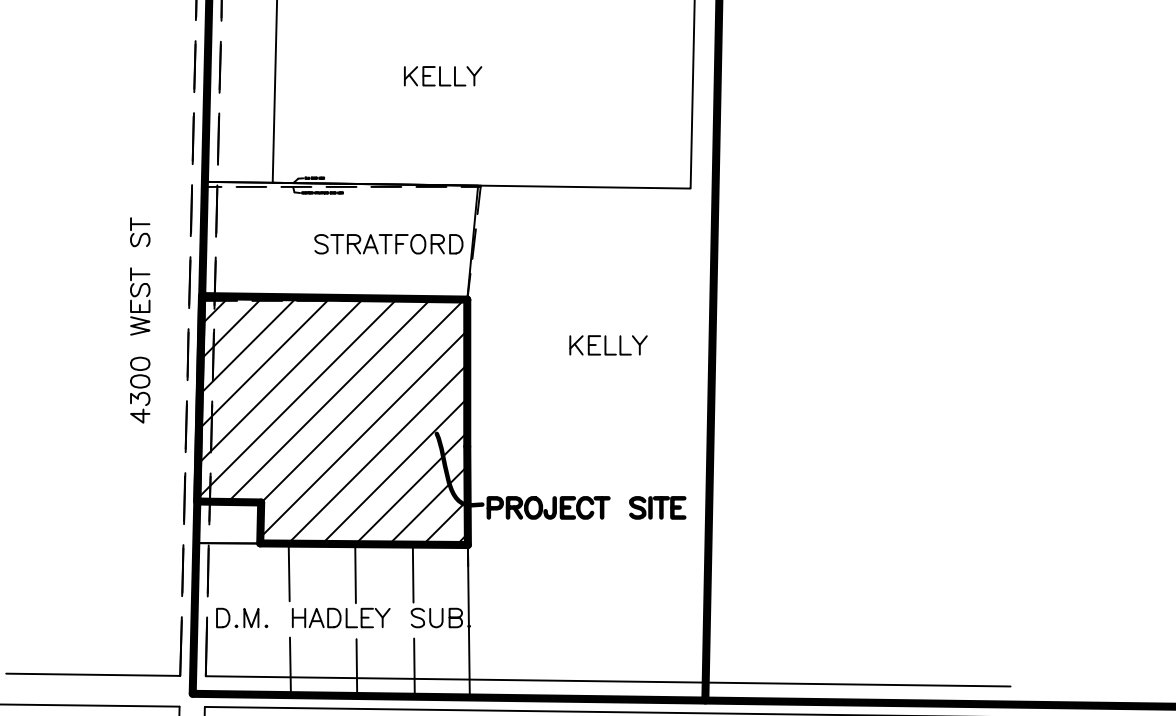 KELLY
STRATFORD
4300 WEST ST
KELLY
PROJECT SITE
D.M. HADLEY SUB.